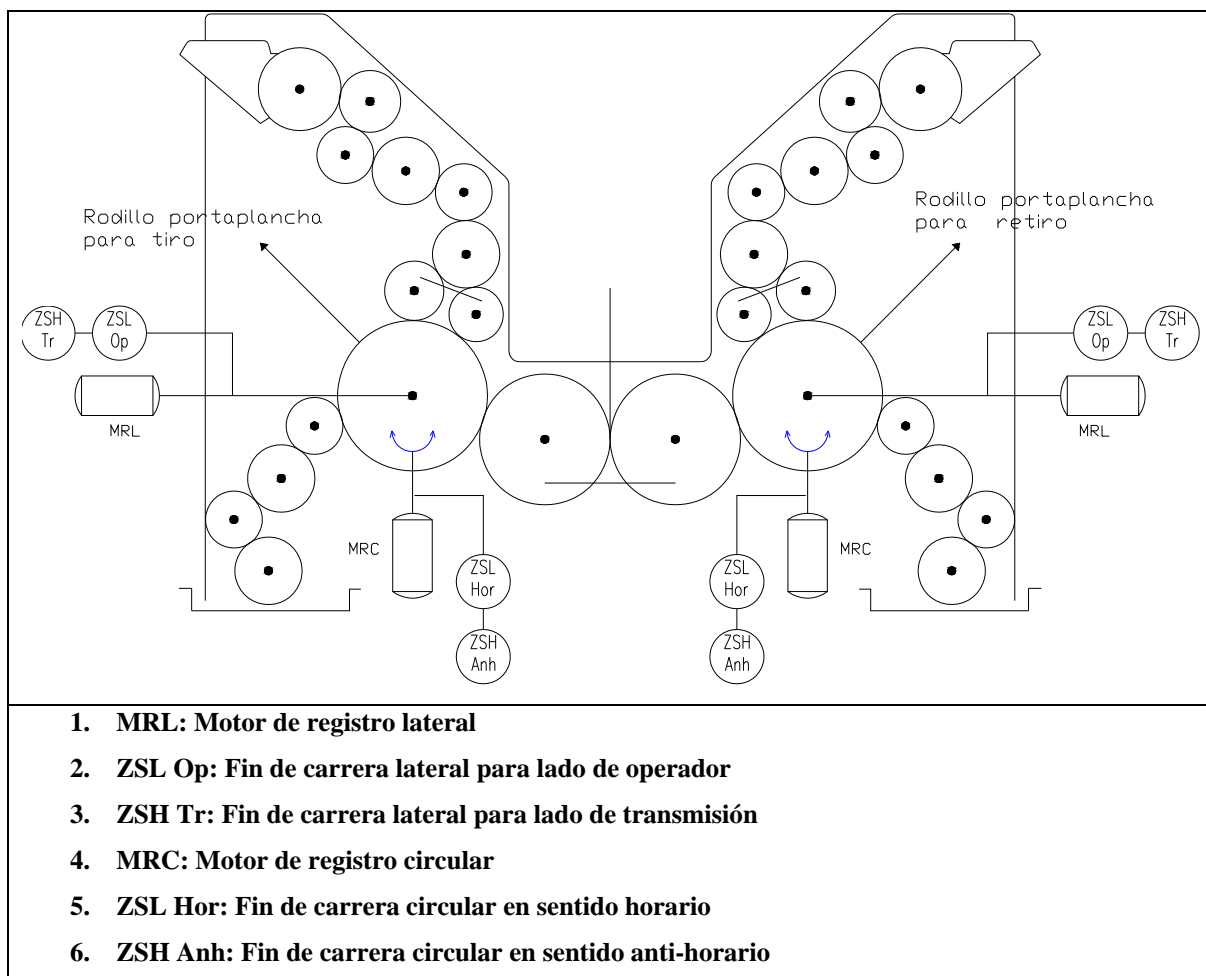 Rodillo portaplancha
para tiro
Rodillo portaplancha
para retiro
ZSH
Tr
ZSL
Op
ZSL
Op
ZSH
Tr
MRL
MRL
MRC
MRC
ZSL
Hor
ZSL
Hor
ZSH
Anh
ZSH
Anh
1. MRL: Motor de registro lateral
2. ZSL Op: Fin de carrera lateral para lado de operador
3. ZSH Tr: Fin de carrera lateral para lado de transmisión
4. MRC: Motor de registro circular
5. ZSL Hor: Fin de carrera circular en sentido horario
6. ZSH Anh: Fin de carrera circular en sentido anti-horario